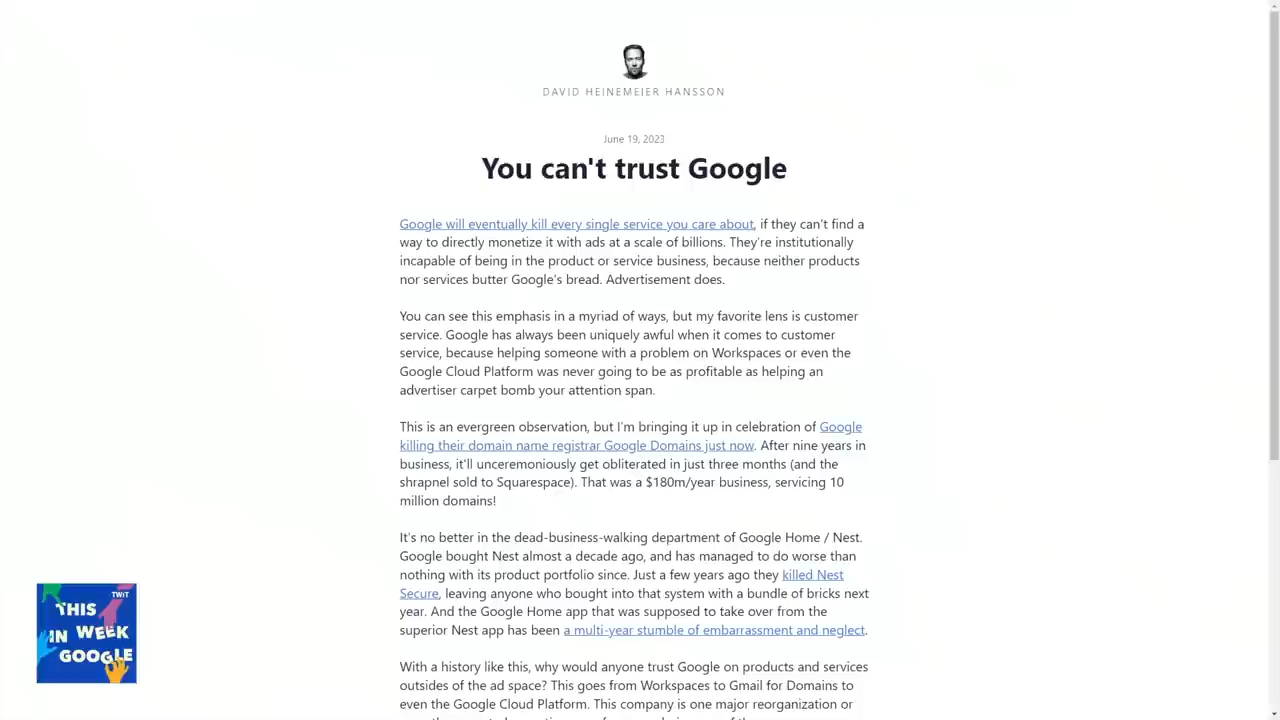 DAVID HEINEMEIER HANSSON
June 19, 2023
You can't trust Google
Google will eventually kill every single service you care about, if they can't find a
way to directly monetize it with ads at a scale of billions. They're institutionally
incapable of being in the product or service business, because neither products
nor services butter Google's bread. Advertisement does.
You can see this emphasis in a myriad of ways, but my favorite lens is customer
service. Google has always been uniquely awful when it comes to customer
service, because helping someone with a problem on Workspaces or even the
Google Cloud Platform was never going to be as profitable as helping an
advertiser carpet bomb your attention span.
This is an evergreen observation, but I'm bringing it up in celebration of Google
killing their domain name registrar Google Domains just now. After nine years in
business, it'll unceremoniously get obliterated in just three months (and the
shrapnel sold to Squarespace). That was a $180m/year business, servicing 10
million domains!
It's no better in the dead-business-walking department of Google Home / Nest.
Google bought Nest almost a decade ago, and has managed to do worse than
nothing with its product portfolio since. Just a few years ago they killed Nest
Secure, leaving anyone who bought into that system with a bundle of bricks next
year. And the Google Home app that was supposed to take over from the
superior Nest app has been a multi-year stumble of embarrassment and neglect.
With a history like this, why would anyone trust Google on products and services
outsides of the ad space? This goes from Workspaces to Gmail for Domains to
even the Google Cloud Platform. This company is one major reorganization or
TWiT
THIS
IN WEEK
GOOGLE